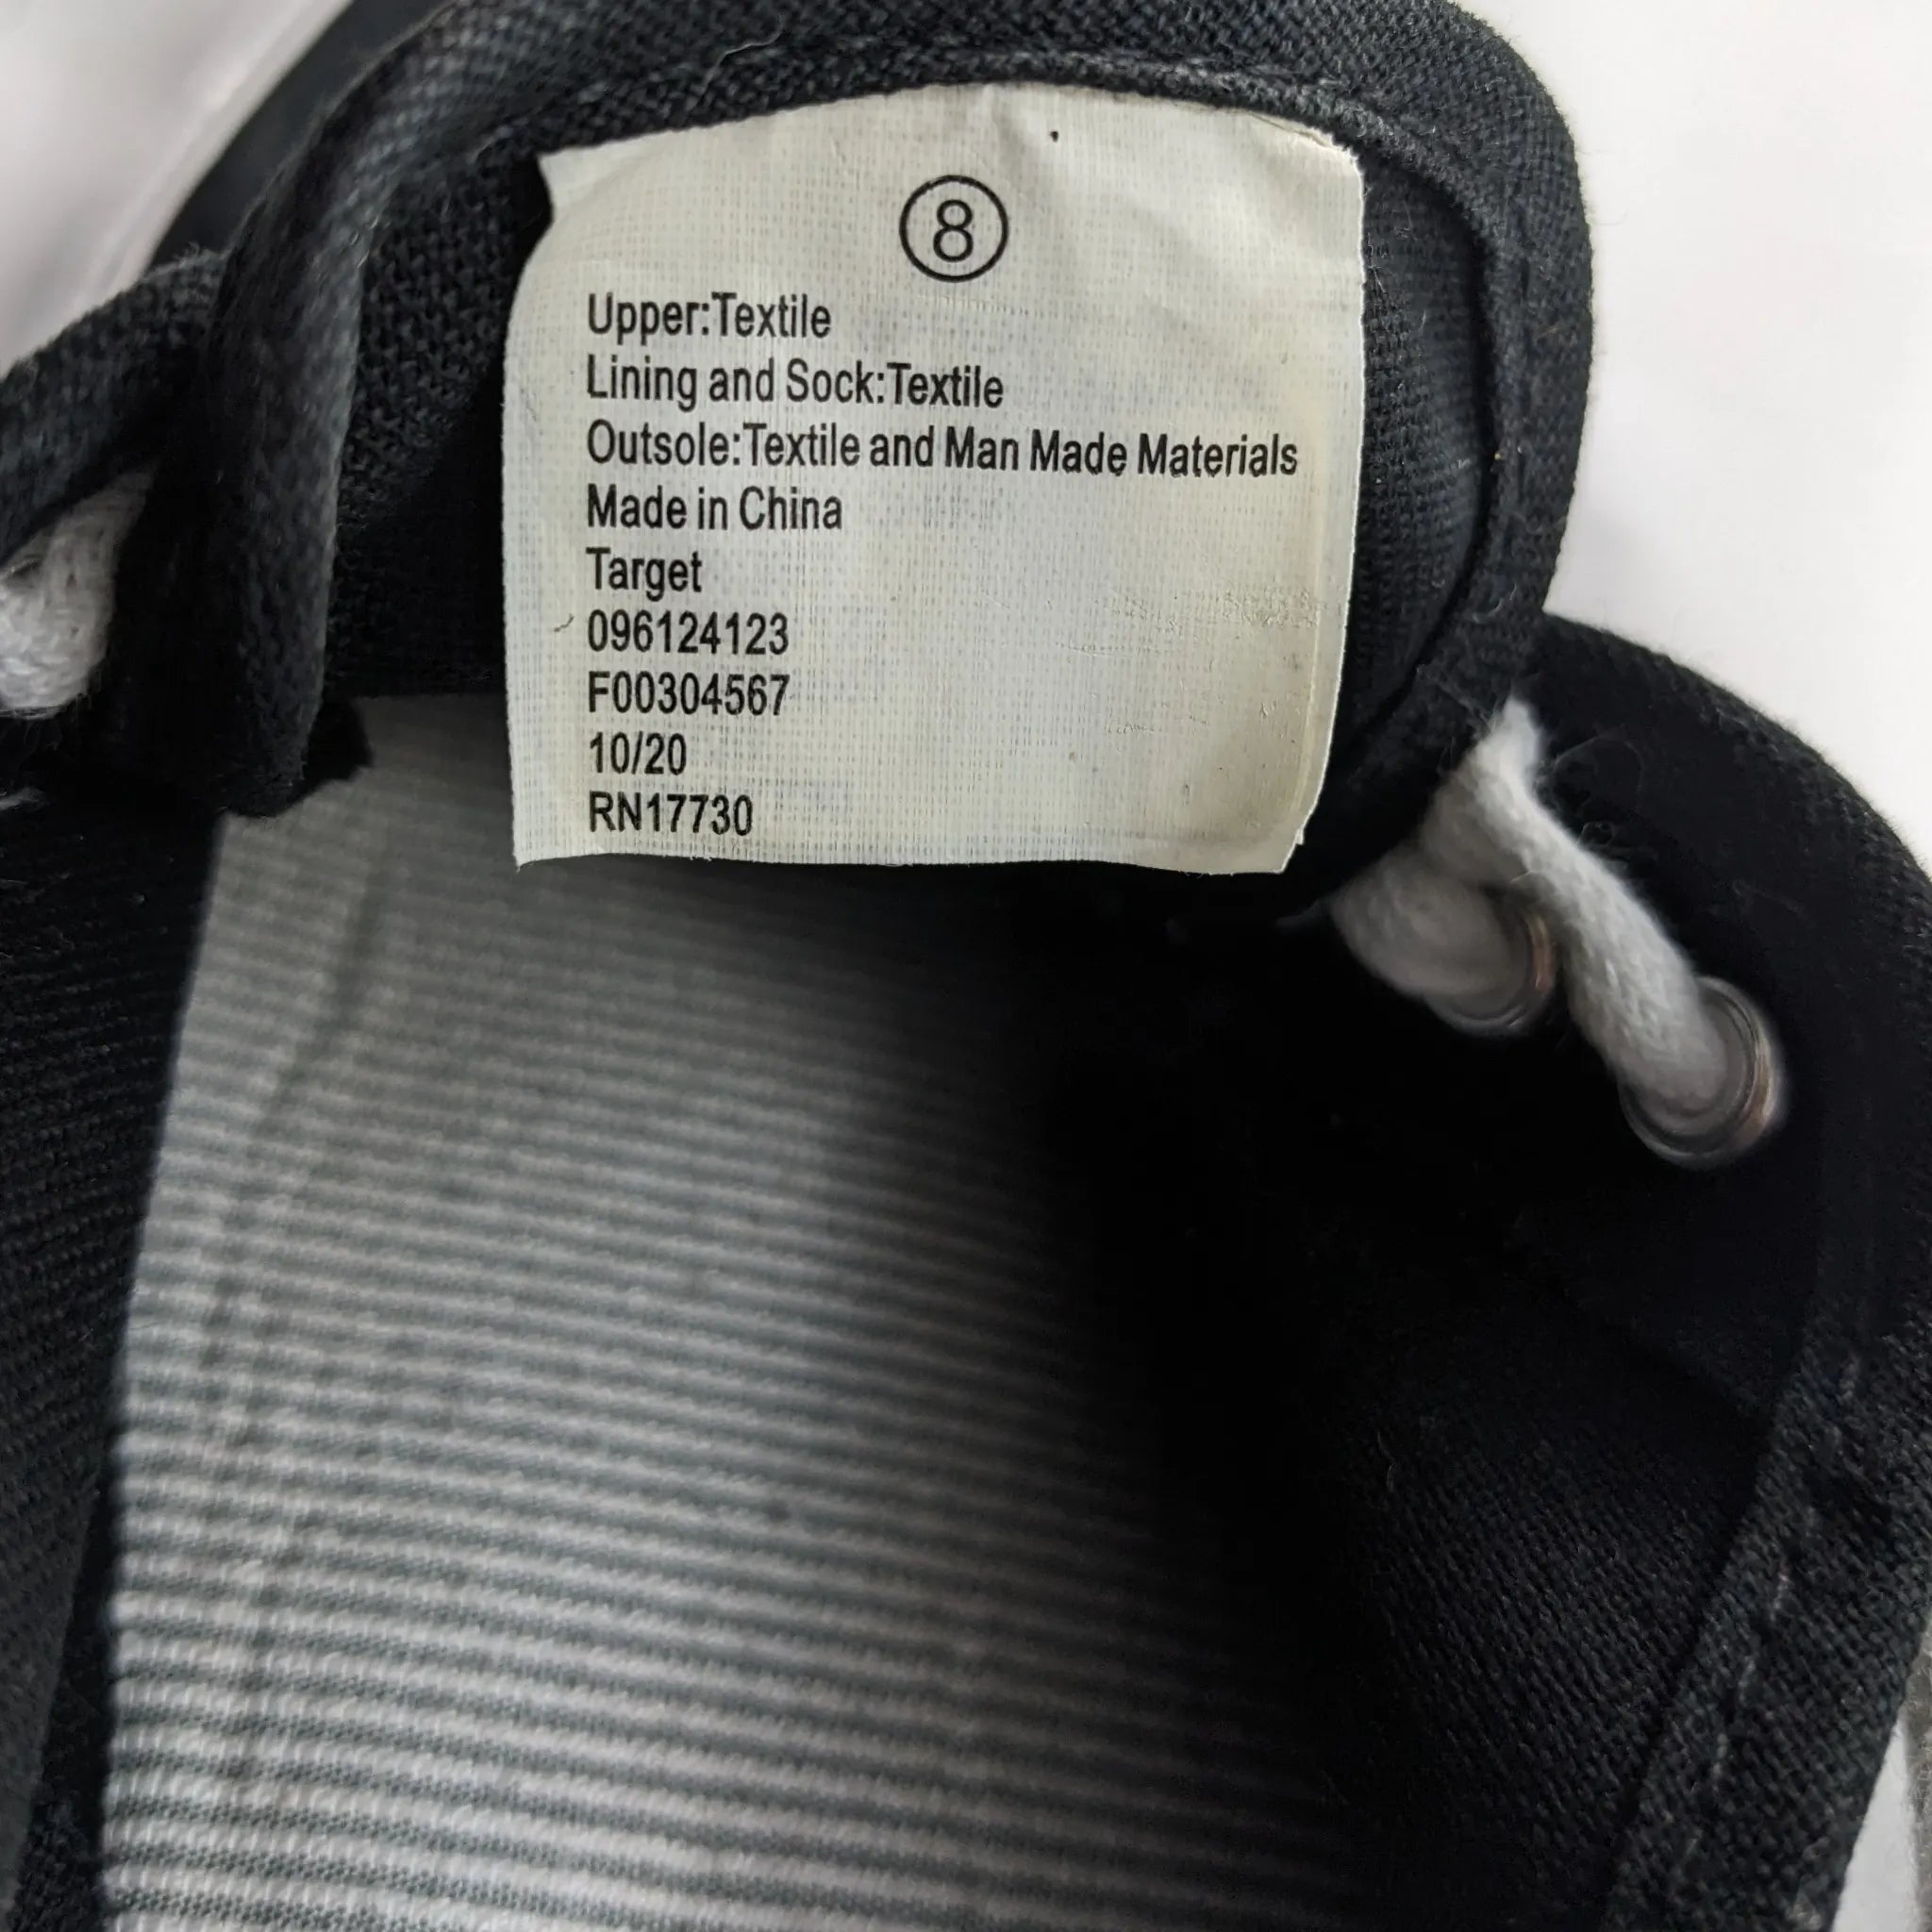 8
Upper:Textile
Lining and Sock:Textile
Outsole:Textile and Man Made Materials
Made in China
Target
096124123
F00304567
10/20
RN17730